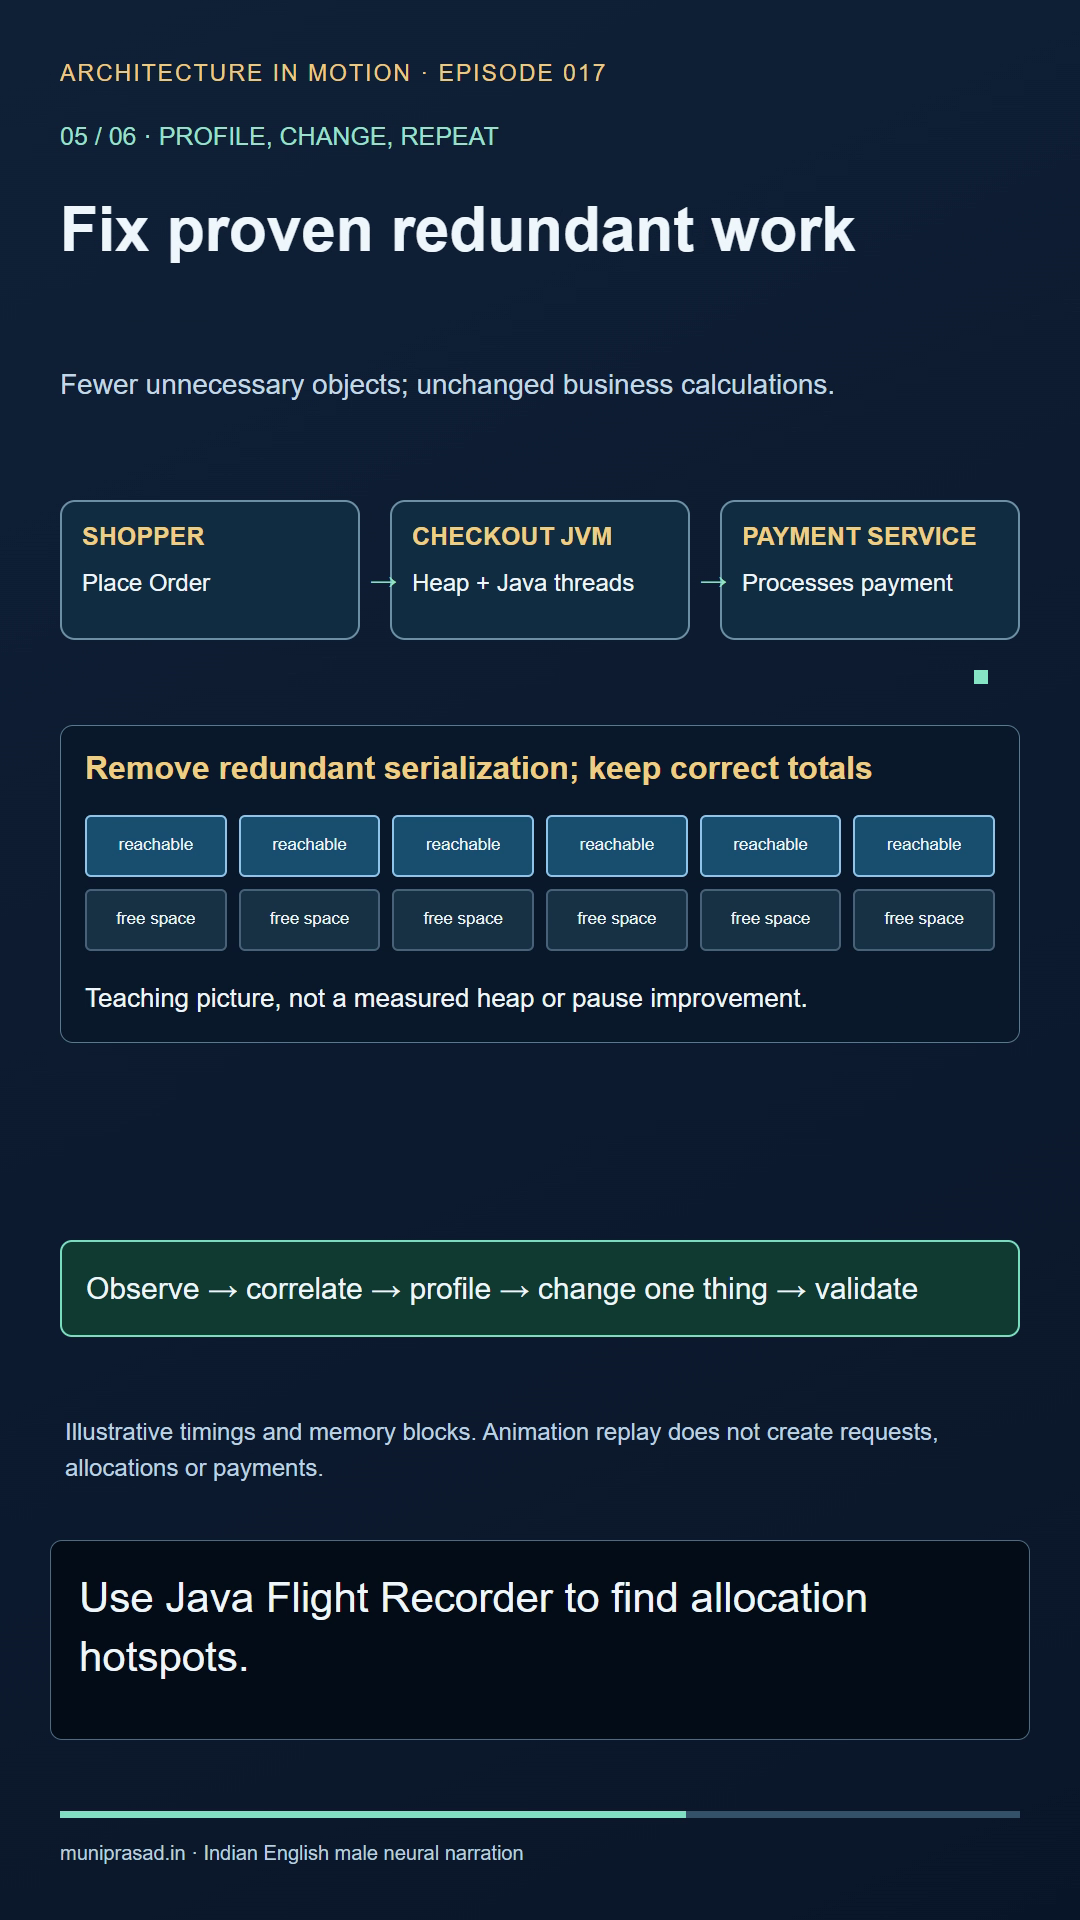 ARCHITECTURE IN MOTION · EPISODE 017
05 / 06 · PROFILE, CHANGE, REPEAT
Fix proven redundant work
Fewer unnecessary objects; unchanged business calculations.
SHOPPER
Place Order
→
CHECKOUT JVM
Heap + Java threads
→
PAYMENT SERVICE
Processes payment
Remove redundant serialization; keep correct totals
reachable reachable reachable reachable reachable reachable
free space free space free space free space free space free space
Teaching picture, not a measured heap or pause improvement.
Observe → correlate → profile → change one thing → validate
Illustrative timings and memory blocks. Animation replay does not create requests,
allocations or payments.
Use Java Flight Recorder to find allocation
hotspots.
muniprasad.in · Indian English male neural narration